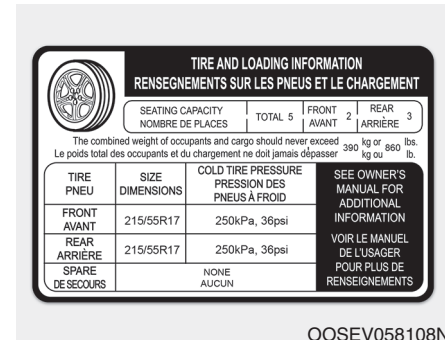 TIRE AND LOADING INFORMATION
RENSEGNEMENTS SUR LES PNEUS ET LE CHARGEMENT
SEATING CAPACITY
NOMBRE DE PLACES
TOTAL 5
FRONT
AVANT
2
REAR
ARRIÈRE
3
The combined weight of occupants and cargo should never exceed 390 kg or 860 lbs.
Le poids total des occupants et du chargement ne doit jamais dépasser kg ou lb.
TIRE
PNEU
SIZE
DIMENSIONS
COLD TIRE PRESSURE
PRESSION DES
PNEUS À FROID
FRONT
AVANT
215/55R17
250kPa, 36psi
REAR
ARRIÈRE
215/55R17
250kPa, 36psi
SPARE
DE SECOURS
NONE
AUCUN
SEE OWNER'S
MANUAL FOR
ADDITIONAL
INFORMATION
VOIR LE MANUEL
DE L'USAGER
POUR PLUS DE
RENSEIGNEMENTS
OOSEV058108N